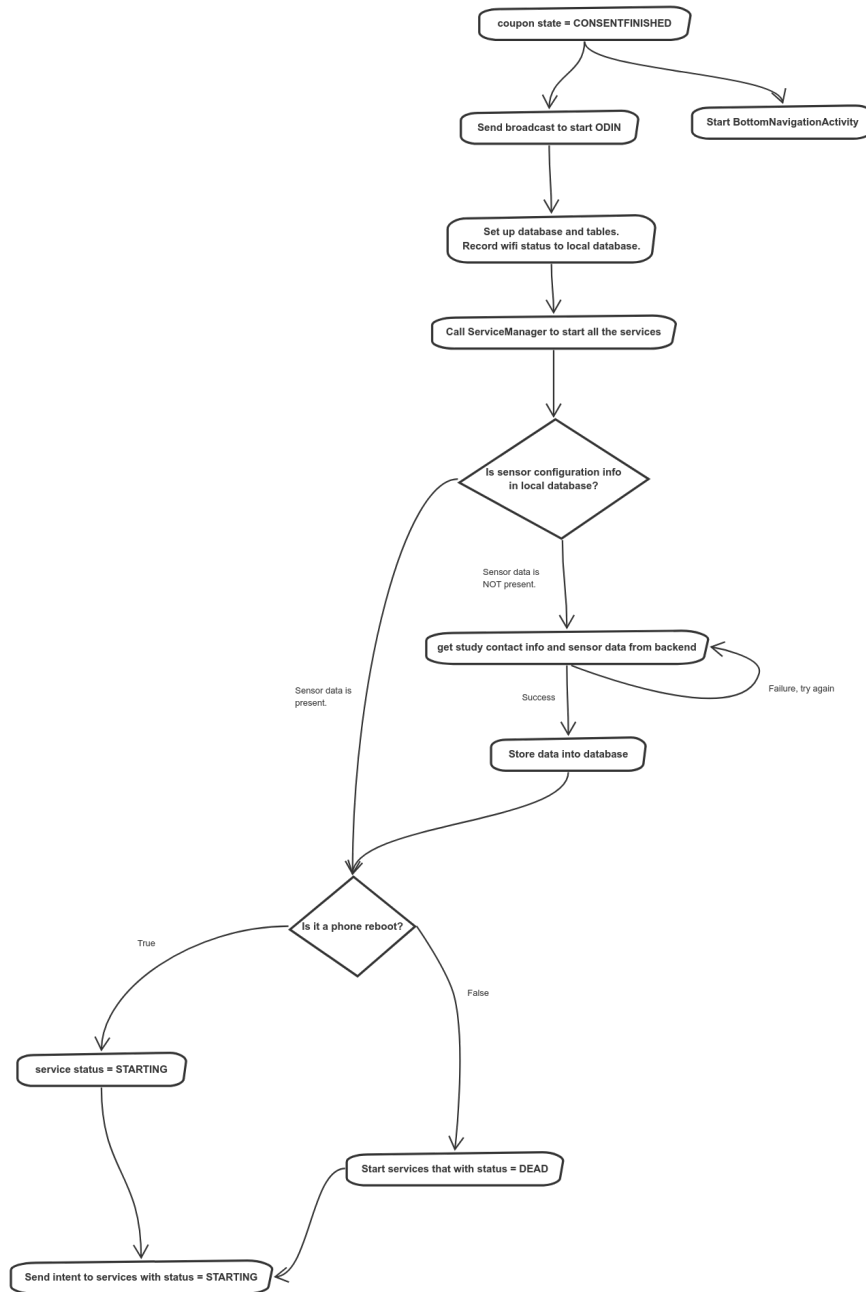 coupon state = CONSENTFINISHED
Send broadcast to start ODIN
Start BottomNavigationActivity
Set up database and tables.
Record wifi status to local database.
Call ServiceManager to start all the services
Is sensor configuration info
in local database?
Sensor data is
NOT present.
get study contact info and sensor data from backend
Sensor data is
present.
Success
Failure, try again
Store data into database
Is it a phone reboot?
True
False
service status = STARTING
Start services that with status = DEAD
Send intent to services with status = STARTING